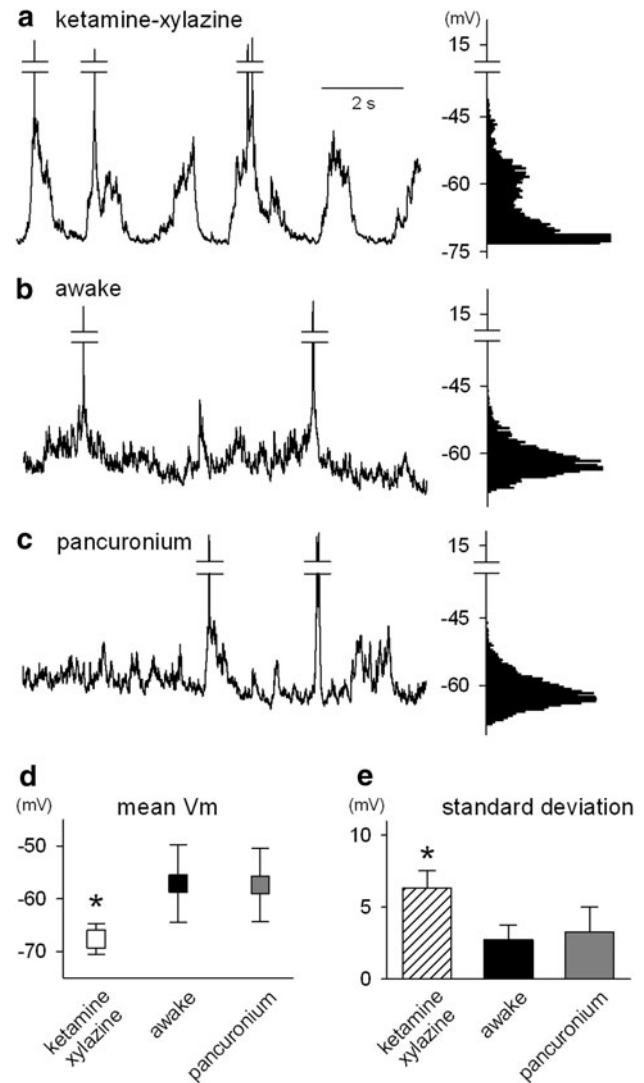 a ketamine-xylazine
(mV)
15
-45
-60
-75
2 s
b awake
15
-45
-60
c pancuronium
15
-45
-60
d
(mV)
mean Vm
-50
-60
-70
*
ketamine
xylazine
awake
pancuronium
e
(mV)
standard deviation
10
5
0
*
ketamine
xylazine
awake
pancuronium